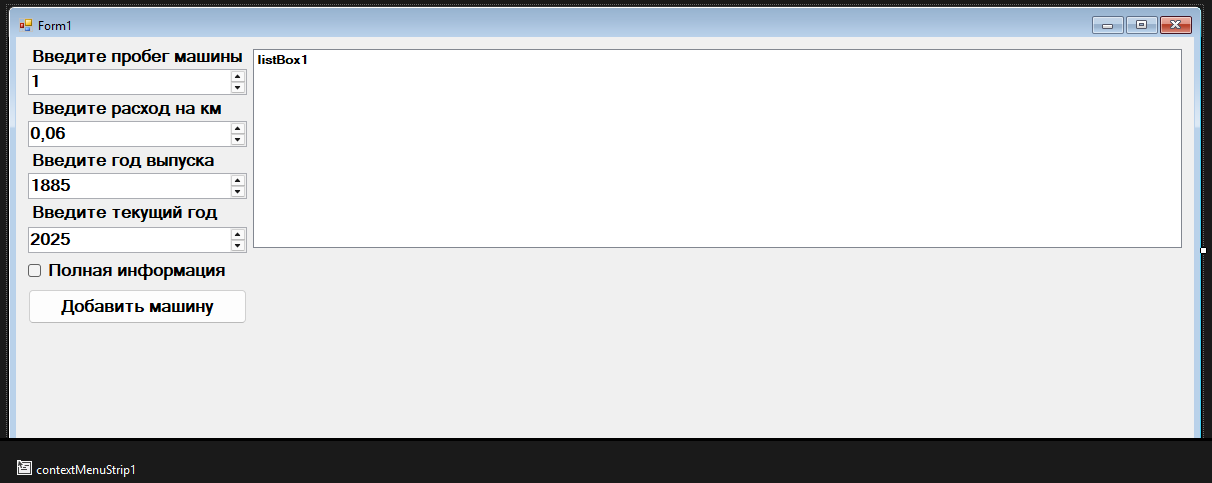 Form1
Введите пробег машины
1
Введите расход на км
0,06
Введите год выпуска
1885
Введите текущий год
2025
Полная информация
Добавить машину
listBox1
contextMenuStrip1